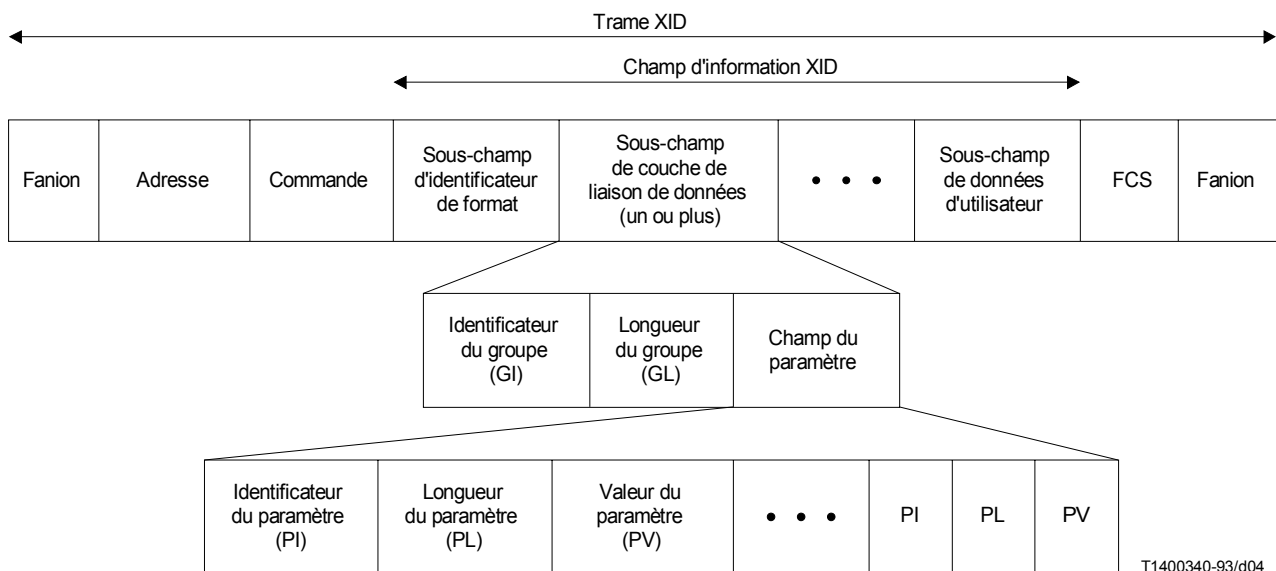 Trame XID
Champ d'information XID
Fanion
Adresse
Commande
Sous-champ
d'identificateur
de format
Sous-champ
de couche de
liaison de données
(un ou plus)
• • •
Sous-champ
de données
d'utilisateur
FCS
Fanion
Identificateur
du groupe
(GI)
Longueur
du groupe
(GL)
Champ du
paramètre
Identificateur
du paramètre
(PI)
Longueur
du paramètre
(PL)
Valeur du
paramètre
(PV)
• • •
PI
PL
PV
T1400340-93/d04